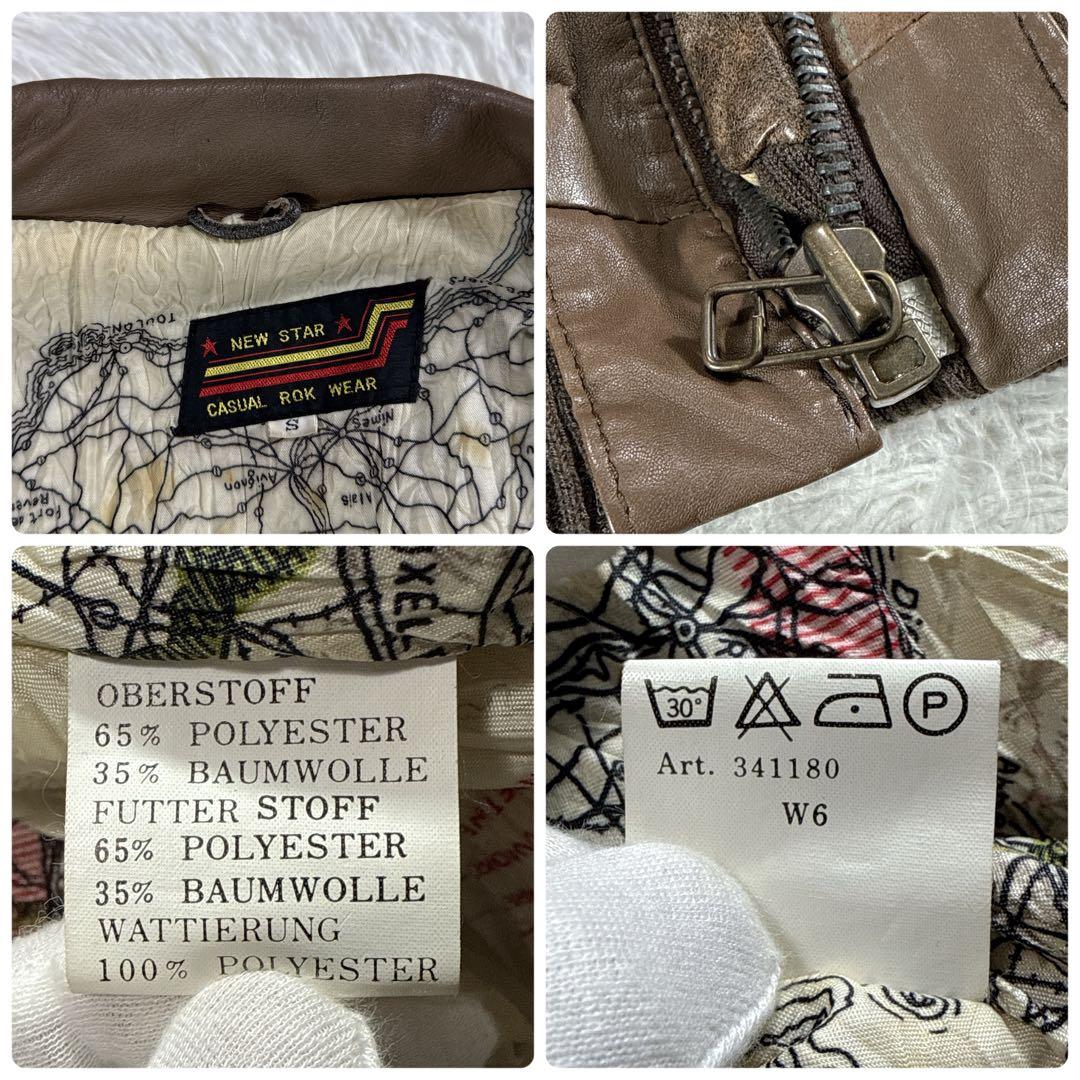 TOULON
NEW STAR
CASUAL ROK WEAR
S
Nimes
Avignon
Alais
OBERSTOFF
65% POLYESTER
35% BAUMWOLLE
FUTTER STOFF
65% POLYESTER
35% BAUMWOLLE
WATTIERUNG
100% POLYESTER
30°
P
Art. 341180
W6